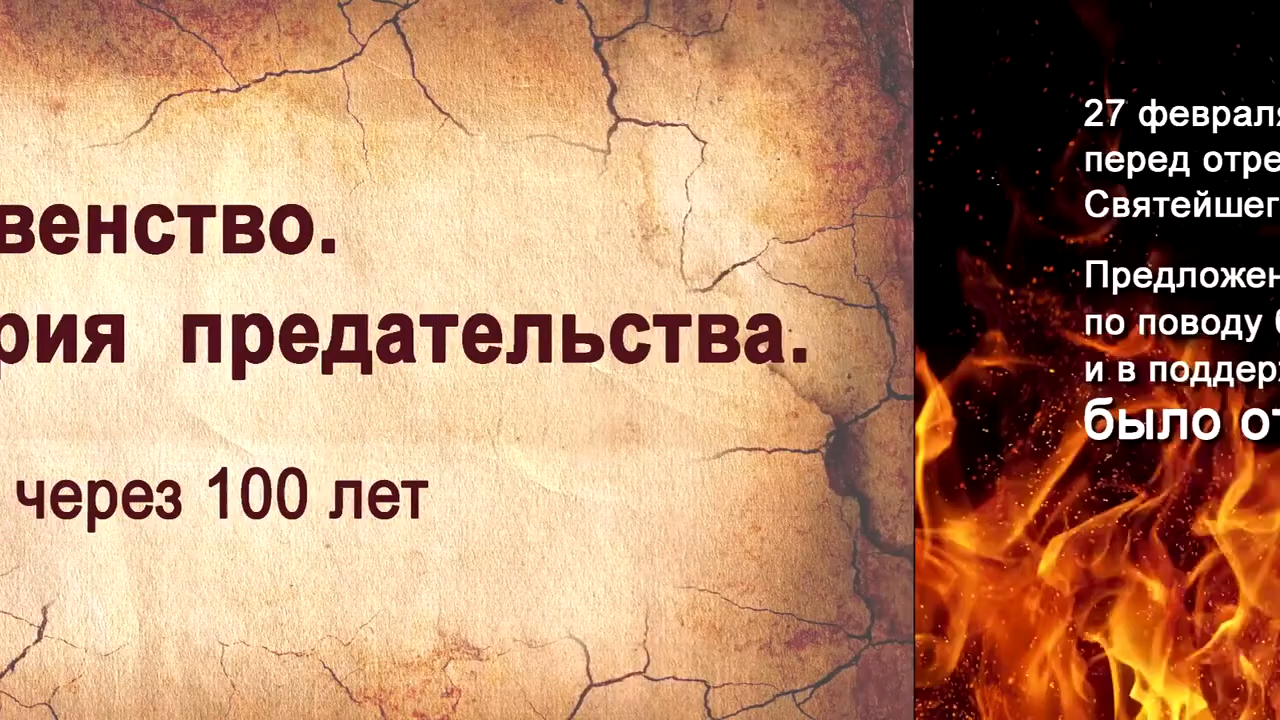 венство.
рия предательства.
через 100 лет
27 февраля
перед отре
Святейшег
Предложен
по поводу
и в поддер
было от